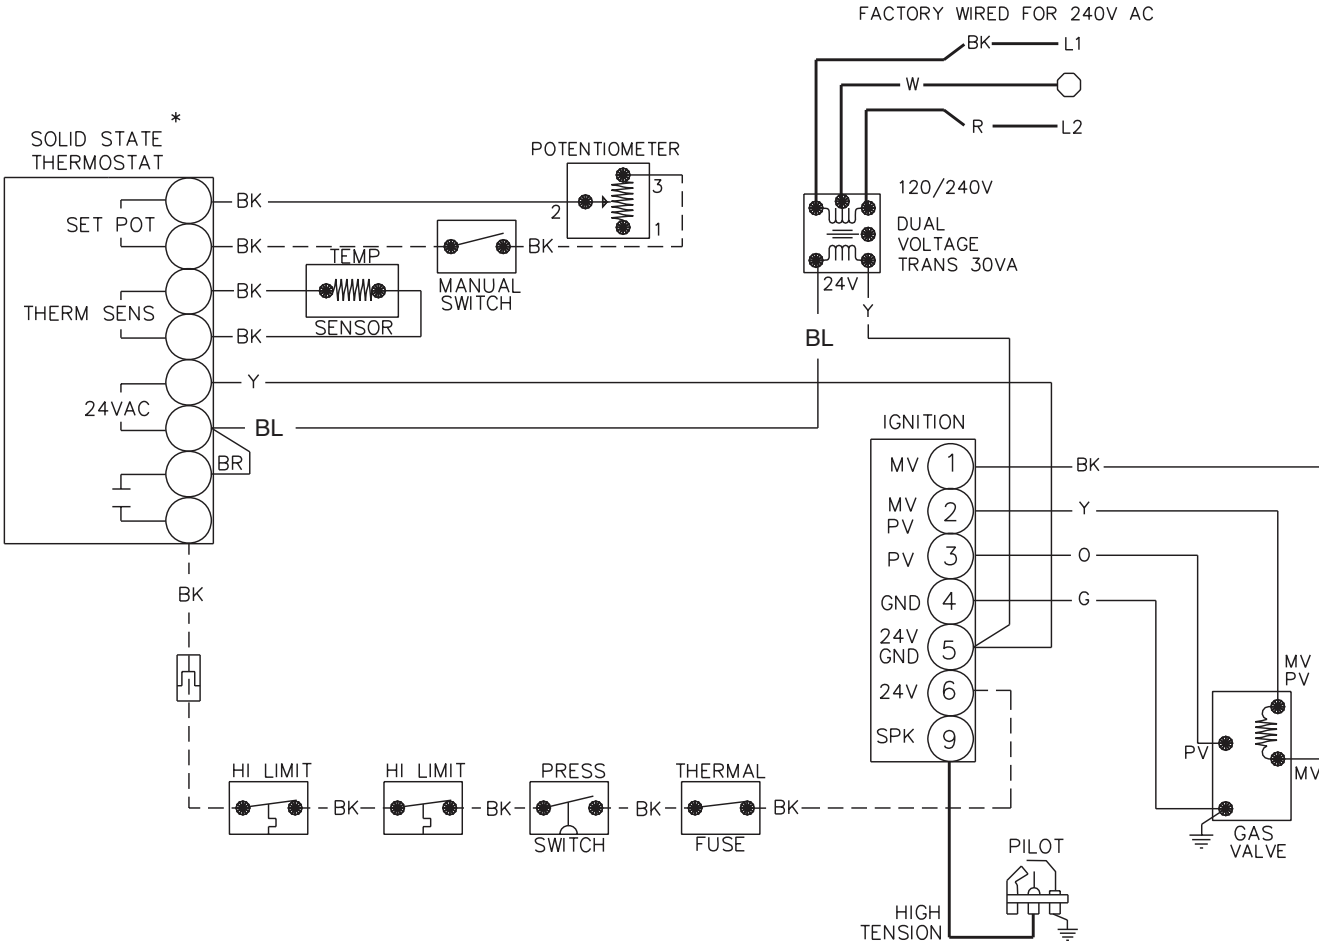 FACTORY WIRED FOR 240V AC
BK
L1
W
R
L2
*
SOLID STATE
THERMOSTAT
POTENTIOMETER
120/240V
DUAL
VOLTAGE
TRANS 30VA
24V
SET POT
BK
2
3
1
BK
BK
TEMP
SENSOR
MANUAL
SWITCH
THERM SENS
BK
BK
Y
BL
24VAC
Y
BL
BR
IGNITION
MV 1 BK
MV
PV
2 Y
PV 3 O
GND 4 G
24V
GND
5
24V 6
SPK 9
BK
MV
PV
PV
MV
GAS
VALVE
HI LIMIT
BK
HI LIMIT
BK
PRESS
SWITCH
BK
THERMAL
FUSE
BK
PILOT
HIGH
TENSION